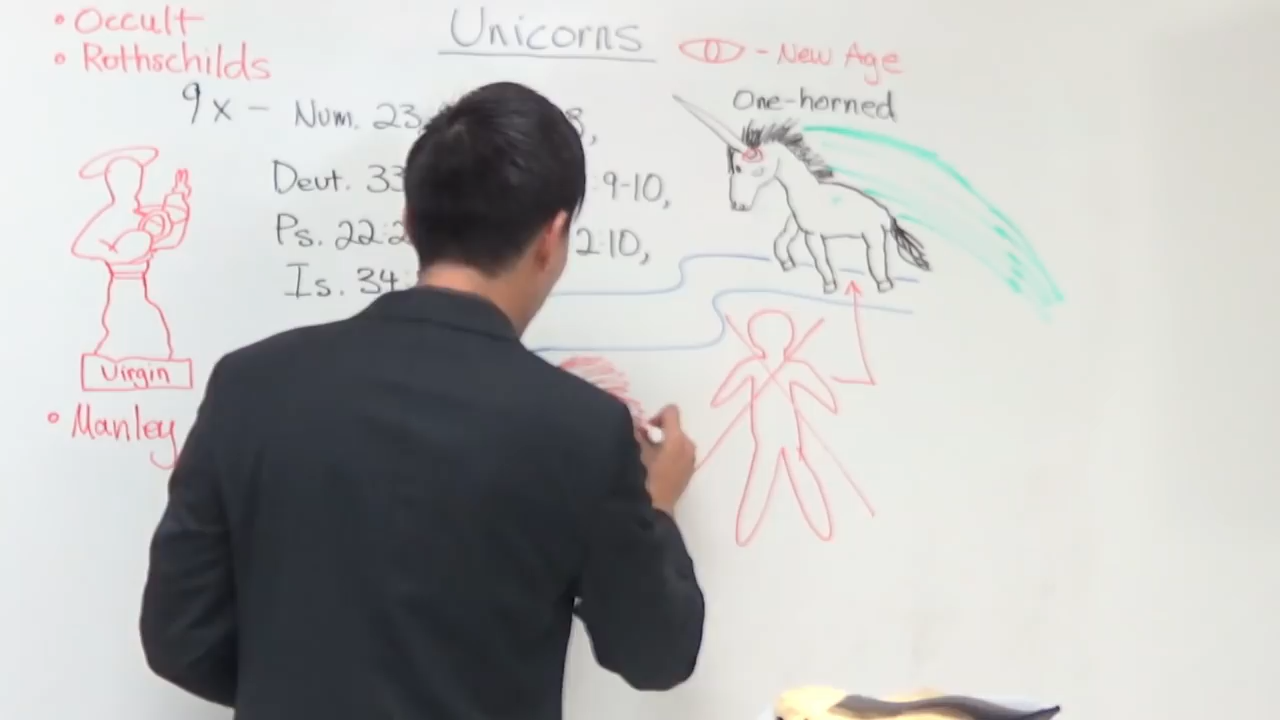 Unicorns
• Occult
• Rothschilds
👁 - New Age
One-horned
9x - Num. 23 8,
Deut. 33 : 9-10,
Ps. 22:2 2:10,
Is. 34:
Virgin
• Manley